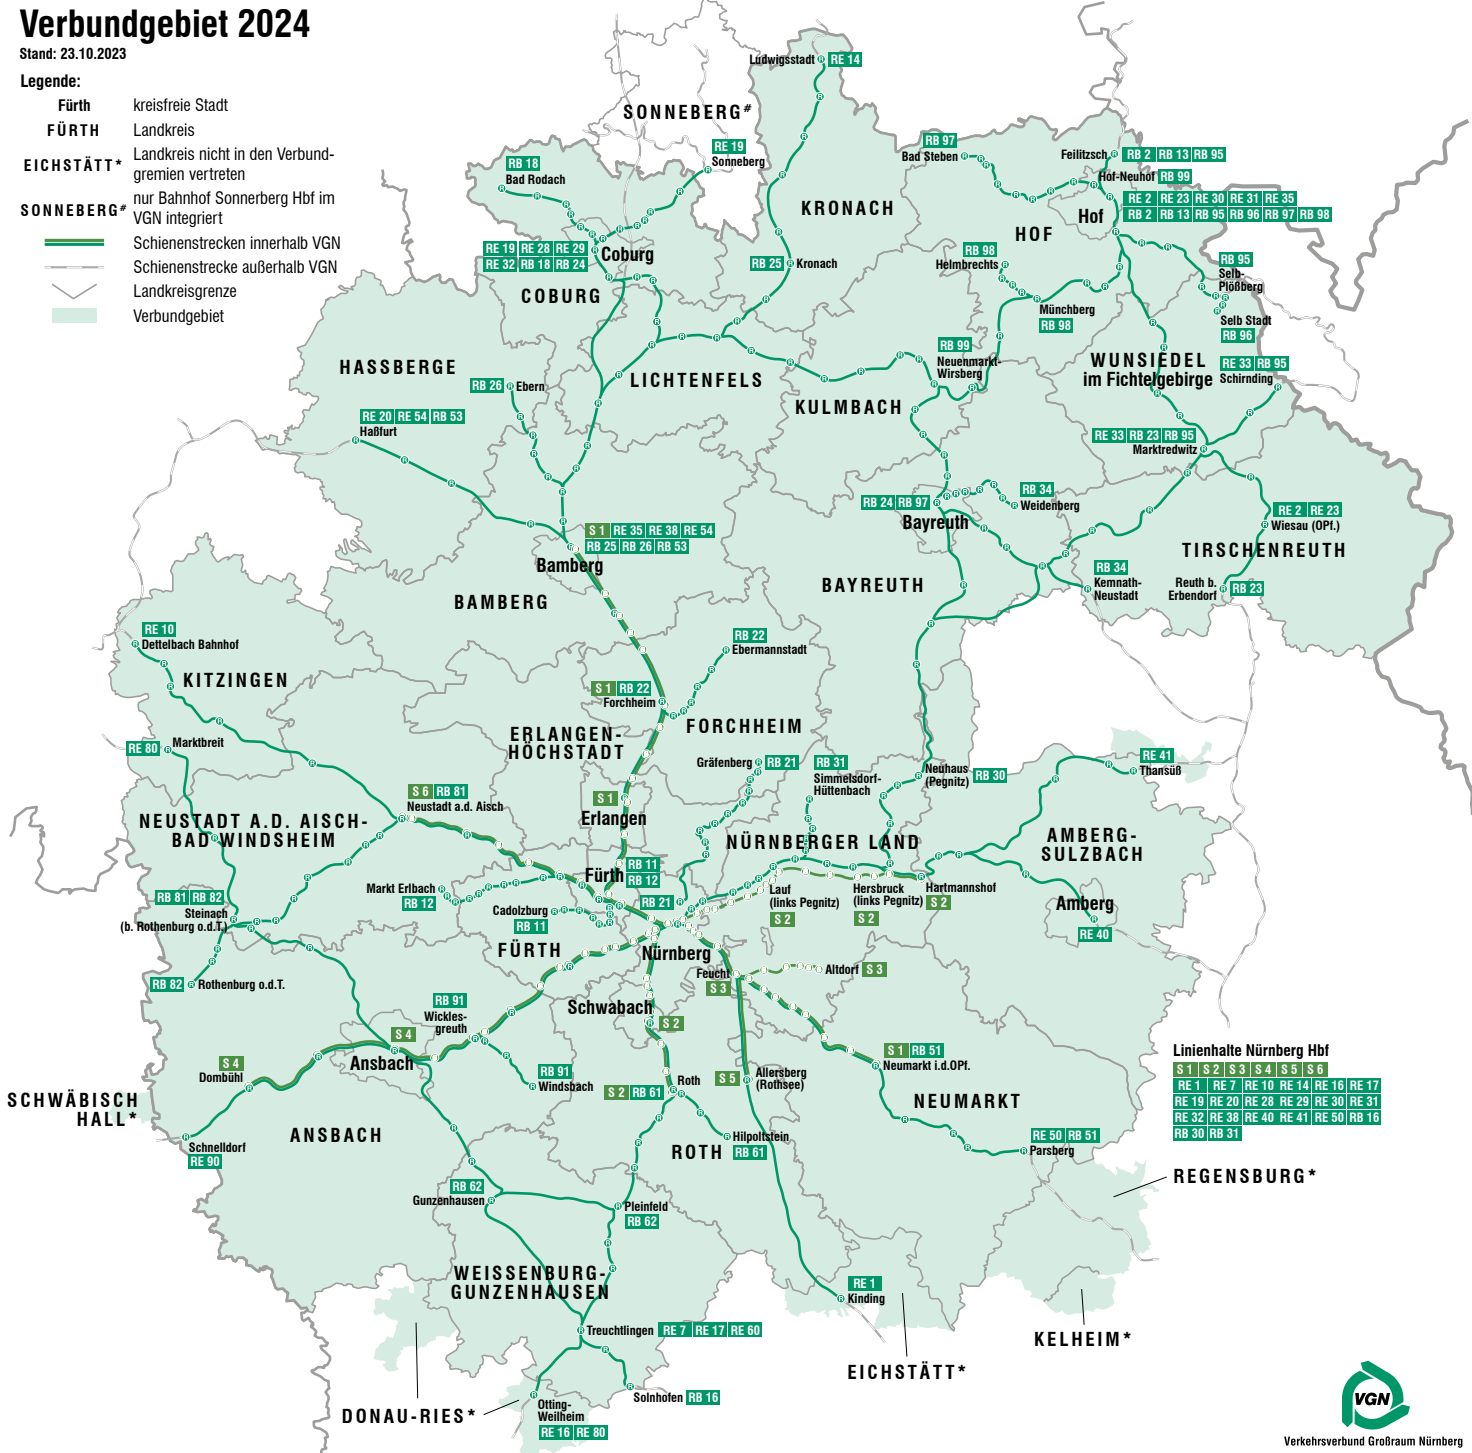 Verbundgebiet 2024
Stand: 23.10.2023
Legende:
Fürth kreisfreie Stadt
FÜRTH Landkreis
EICHSTÄTT* Landkreis nicht in den Verbund-
gremien vertreten
SONNEBERG# nur Bahnhof Sonnerberg Hbf im
VGN integriert
Schienenstrecken innerhalb VGN
Schienenstrecke außerhalb VGN
Landkreisgrenze
Verbundgebiet
Ludwigsstadt RE 14
SONNEBERG#
RE 19
Sonneberg
RB 18
Bad Rodach
RB 97
Bad Steben
Feilitzsch RB 2 RB 13 RB 95
Hof-Neuhof RB 99
RE 2 RE 23 RE 30 RE 31 RE 35
RB 2 RB 13 RB 95 RB 96 RB 97 RB 98
Hof
HOF
KRONACH
RE 19 RE 28 RE 29
RE 32 RB 18 RB 24
Coburg
COBURG
RB 25 Kronach
RB 98
Helmbrechts
Münchberg
RB 98
RB 95
Selb-
Plößberg
Selb Stadt
RB 96
HASSBERGE
RB 26 Ebern
RE 20 RE 54 RB 53
Haßfurt
LICHTENFELS
RB 99
Neuenmarkt-
Wirsberg
KULMBACH
WUNSIEDEL
im Fichtelgebirge
RE 33 RB 95
Schirnding
RE 33 RB 23 RB 95
Marktredwitz
RB 24 RB 97
Bayreuth
RB 34
Weidenberg
RE 2 RE 23
Wiesau (OPf.)
TIRSCHENREUTH
S 1 RE 35 RE 38 RE 54
RB 25 RB 26 RB 53
Bamberg
BAMBERG
BAYREUTH
RB 34
Kemnath-
Neustadt
Reuth b.
Erbendorf
RB 23
RE 10
Dettelbach Bahnhof
KITZINGEN
RB 22
Ebermannstadt
S 1 RB 22
Forchheim
FORCHHEIM
ERLANGEN-
HÖCHSTADT
RE 80 Marktbreit
Gräfenberg RB 21
RB 31
Simmelsdorf-
Hüttenbach
Neuhaus
(Pegnitz)
RB 30
RE 41
Thansüß
S 6 RB 81
Neustadt a.d. Aisch
S 1
Erlangen
NEUSTADT A.D. AISCH-
BAD WINDSHEIM
NÜRNBERGER LAND
AMBERG-
SULZBACH
Fürth
RB 11
RB 12
Markt Erlbach
RB 12
RB 81 RB 82
Steinach
(b. Rothenburg o.d.T.)
Cadolzburg
RB 11
RB 21
Lauf
(links Pegnitz)
S 2
Hersbruck
(links Pegnitz)
S 2
Hartmannshof
S 2
Amberg
RE 40
FÜRTH
Nürnberg
Feucht
S 3
Altdorf S 3
RB 82 Rothenburg o.d.T.
RB 91
Wickles-
greuth
Schwabach
S 2
S 4
Ansbach
S 4
Dombühl
RB 91
Windsbach
S 2 RB 61
Roth
S 5
Allersberg
(Rothsee)
S 1 RB 51
Neumarkt i.d.OPf.
NEUMARKT
Linienhalte Nürnberg Hbf
S 1 S 2 S 3 S 4 S 5 S 6
RE 1 RE 7 RE 10 RE 14 RE 16 RE 17
RE 19 RE 20 RE 28 RE 29 RE 30 RE 31
RE 32 RE 38 RE 40 RE 41 RE 50 RB 16
RB 30 RB 31
SCHWÄBISCH
HALL*
ANSBACH
Schnelldorf
RE 90
Hilpoltstein
RB 61
ROTH
RE 50 RB 51
Parsberg
REGENSBURG*
RB 62
Gunzenhausen
Pleinfeld
RB 62
WEISSENBURG-
GUNZENHAUSEN
RE 1
Kinding
Treuchtlingen RE 7 RE 17 RE 60
KELHEIM*
EICHSTÄTT*
Solnhofen RB 16
DONAU-RIES*
Otting-
Weilheim
RE 16 RE 80
VGN
Verkehrsverbund Großraum Nürnberg